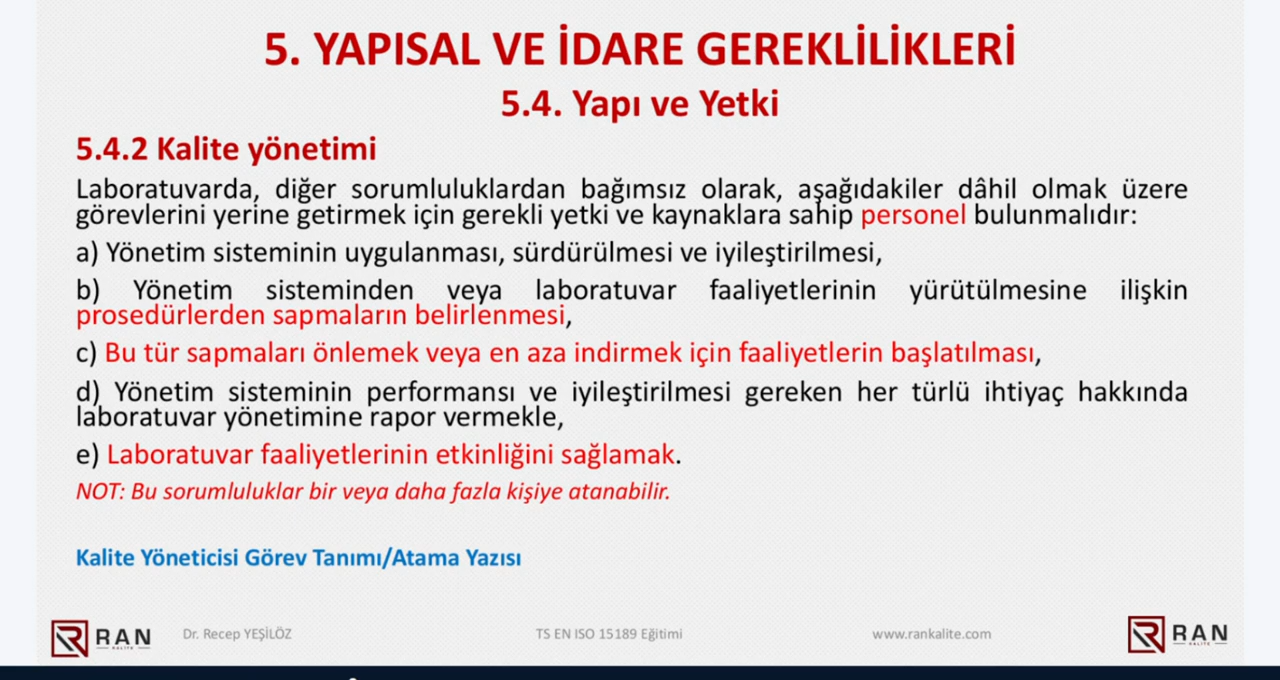 5. YAPISAL VE İDARE GEREKLİLİKLERİ
5.4. Yapı ve Yetki
5.4.2 Kalite yönetimi
Laboratuvarda, diğer sorumluluklardan bağımsız olarak, aşağıdakiler dâhil olmak üzere
görevlerini yerine getirmek için gerekli yetki ve kaynaklara sahip personel bulunmalıdır:
a) Yönetim sisteminin uygulanması, sürdürülmesi ve iyileştirilmesi,
b) Yönetim sisteminden veya laboratuvar faaliyetlerinin yürütülmesine ilişkin
prosedürlerden sapmaların belirlenmesi,
c) Bu tür sapmaları önlemek veya en aza indirmek için faaliyetlerin başlatılması,
d) Yönetim sisteminin performansı ve iyileştirilmesi gereken her türlü ihtiyaç hakkında
laboratuvar yönetimine rapor vermekle,
e) Laboratuvar faaliyetlerinin etkinliğini sağlamak.
NOT: Bu sorumluluklar bir veya daha fazla kişiye atanabilir.
Kalite Yöneticisi Görev Tanımı/Atama Yazısı
RAN KALİTE
Dr. Recep YEŞİLÖZ
TS EN ISO 15189 Eğitimi
www.rankalite.com
RAN KALİTE